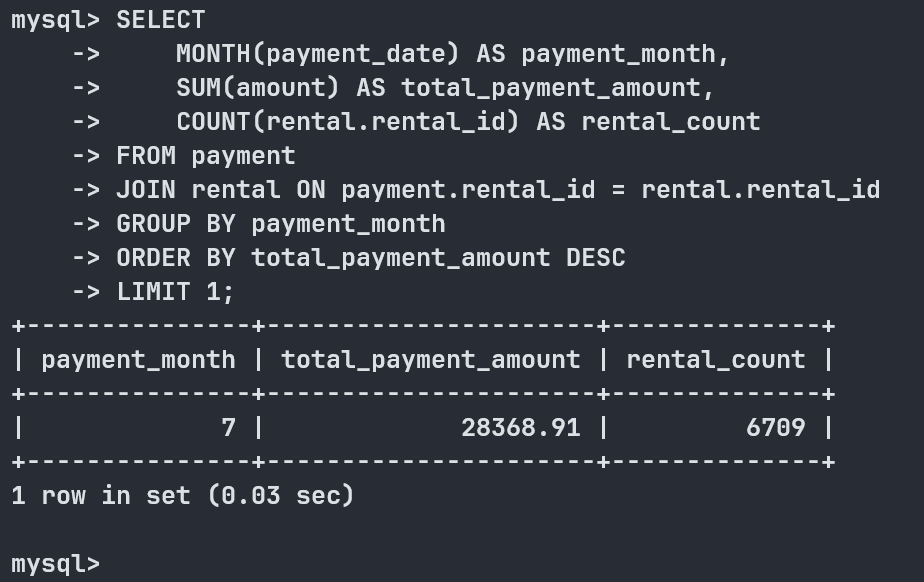 mysql> SELECT
    ->     MONTH(payment_date) AS payment_month,
    ->     SUM(amount) AS total_payment_amount,
    ->     COUNT(rental.rental_id) AS rental_count
    -> FROM payment
    -> JOIN rental ON payment.rental_id = rental.rental_id
    -> GROUP BY payment_month
    -> ORDER BY total_payment_amount DESC
    -> LIMIT 1;
+---------------+----------------------+--------------+
| payment_month | total_payment_amount | rental_count |
+---------------+----------------------+--------------+
|             7 |             28368.91 |         6709 |
+---------------+----------------------+--------------+
1 row in set (0.03 sec)

mysql>